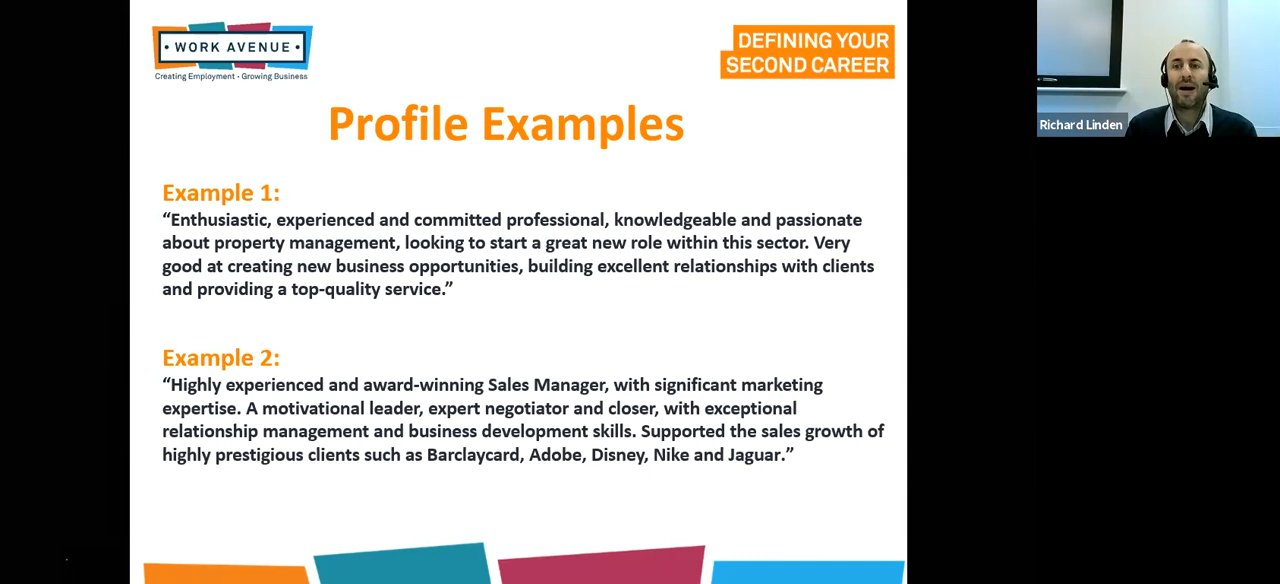 • WORK AVENUE •
Creating Employment • Growing Business
DEFINING YOUR
SECOND CAREER
Richard Linden
Profile Examples
Example 1:
“Enthusiastic, experienced and committed professional, knowledgeable and passionate
about property management, looking to start a great new role within this sector. Very
good at creating new business opportunities, building excellent relationships with clients
and providing a top-quality service.”
Example 2:
“Highly experienced and award-winning Sales Manager, with significant marketing
expertise. A motivational leader, expert negotiator and closer, with exceptional
relationship management and business development skills. Supported the sales growth of
highly prestigious clients such as Barclaycard, Adobe, Disney, Nike and Jaguar.”